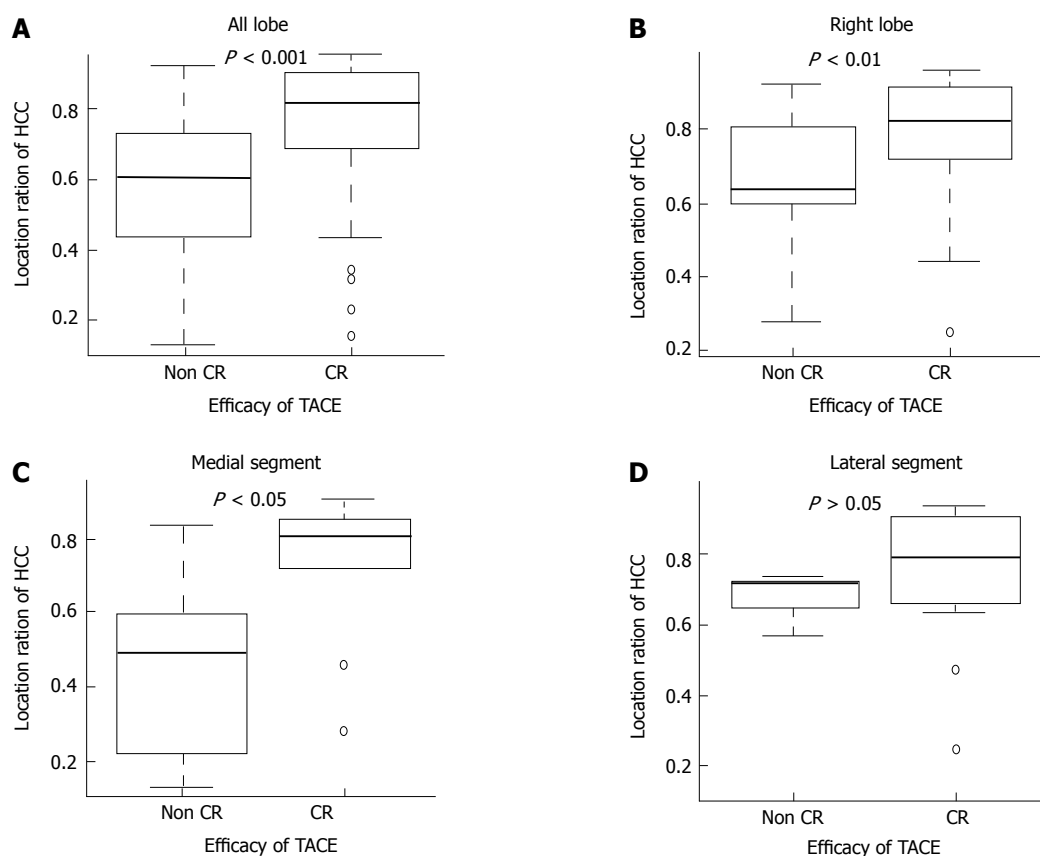 A
All lobe
P < 0.001
Location ration of HCC
0.8
0.6
0.4
0.2
Non CR
CR
Efficacy of TACE
B
Right lobe
P < 0.01
Location ration of HCC
0.8
0.6
0.4
0.2
Non CR
CR
Efficacy of TACE
C
Medial segment
P < 0.05
Location ration of HCC
0.8
0.6
0.4
0.2
Non CR
CR
Efficacy of TACE
D
Lateral segment
P > 0.05
Location ration of HCC
0.8
0.6
0.4
0.2
Non CR
CR
Efficacy of TACE